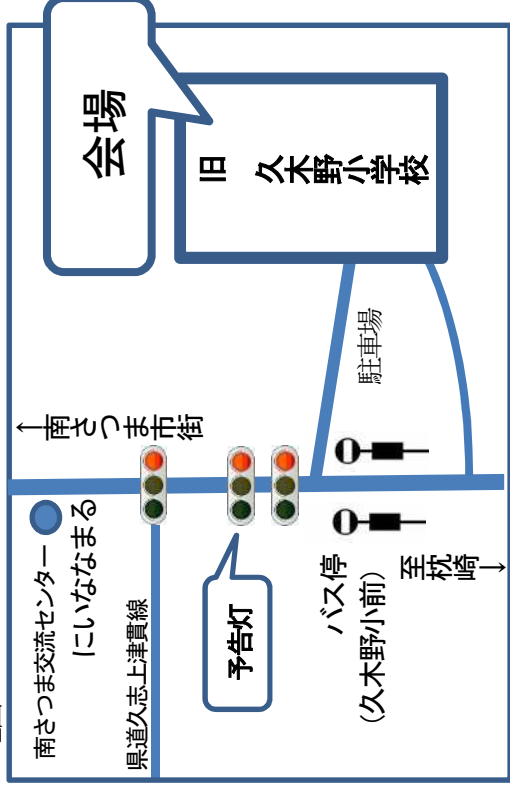 会場
旧　久木野小学校
←南さつま市街
南さつま交流センター
にいななまる
県道久志上津貫線
予告灯
駐車場
バス停
（久木野小前）
至枕崎→